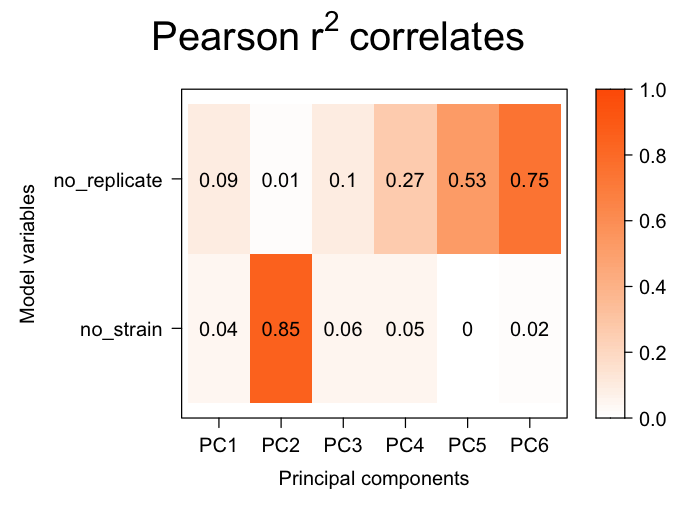 Pearson r² correlates
Model variables
no_replicate 0.09 0.01 0.1 0.27 0.53 0.75
no_strain 0.04 0.85 0.06 0.05 0 0.02
PC1 PC2 PC3 PC4 PC5 PC6
Principal components
1.0
0.8
0.6
0.4
0.2
0.0